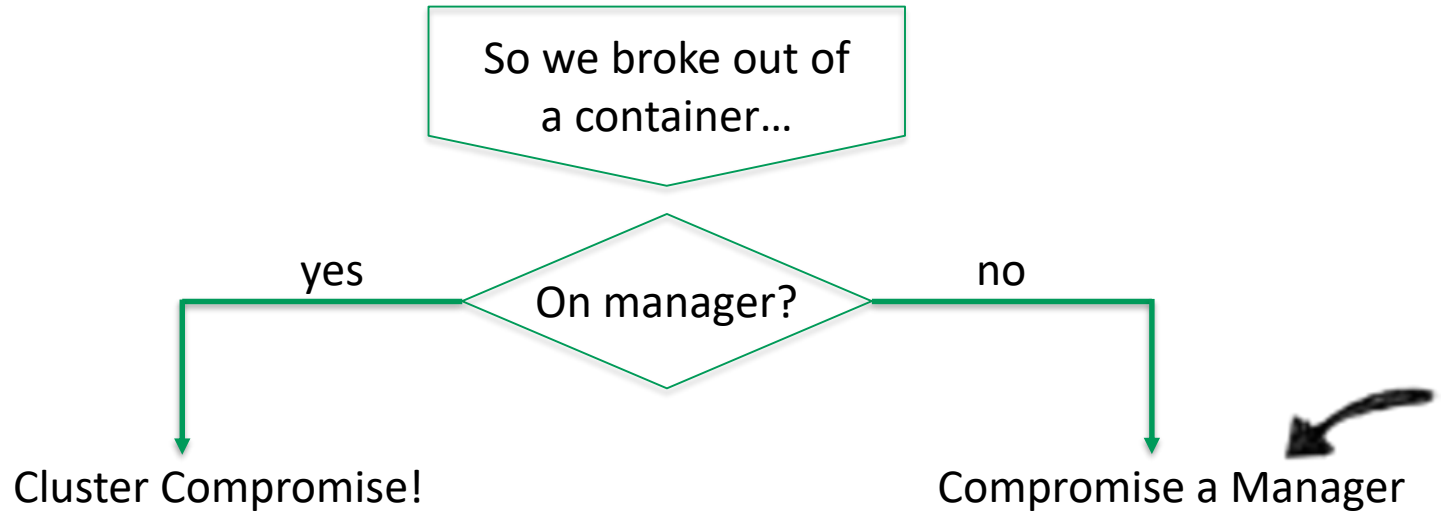 So we broke out of
a container…
yes
no
On manager?
Cluster Compromise!
Compromise a Manager